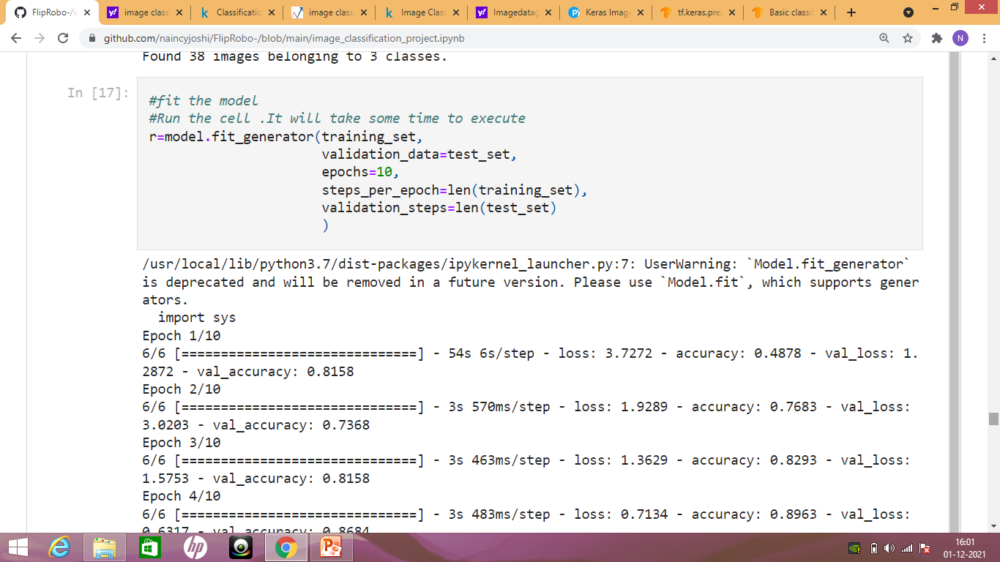 FlipRobo-/i
image class
Classificatio
image class
Image Class
Imagedatag
Keras Image
tf.keras.pre
Basic classif
github.com/naincyjoshi/FlipRobo-/blob/main/image_classification_project.ipynb
N
Found 38 images belonging to 3 classes.
In [17]:
#fit the model
#Run the cell .It will take some time to execute
r=model.fit_generator(training_set,
validation_data=test_set,
epochs=10,
steps_per_epoch=len(training_set),
validation_steps=len(test_set)
)
/usr/local/lib/python3.7/dist-packages/ipykernel_launcher.py:7: UserWarning: `Model.fit_generator`
is deprecated and will be removed in a future version. Please use `Model.fit`, which supports gener
ators.
import sys
Epoch 1/10
6/6 [==============================] - 54s 6s/step - loss: 3.7272 - accuracy: 0.4878 - val_loss: 1.
2872 - val_accuracy: 0.8158
Epoch 2/10
6/6 [==============================] - 3s 570ms/step - loss: 1.9289 - accuracy: 0.7683 - val_loss:
3.0203 - val_accuracy: 0.7368
Epoch 3/10
6/6 [==============================] - 3s 463ms/step - loss: 1.3629 - accuracy: 0.8293 - val_loss:
1.5753 - val_accuracy: 0.8158
Epoch 4/10
6/6 [==============================] - 3s 483ms/step - loss: 0.7134 - accuracy: 0.8963 - val_loss:
0.6317 - val_accuracy: 0.8684
hp
16:01
01-12-2021